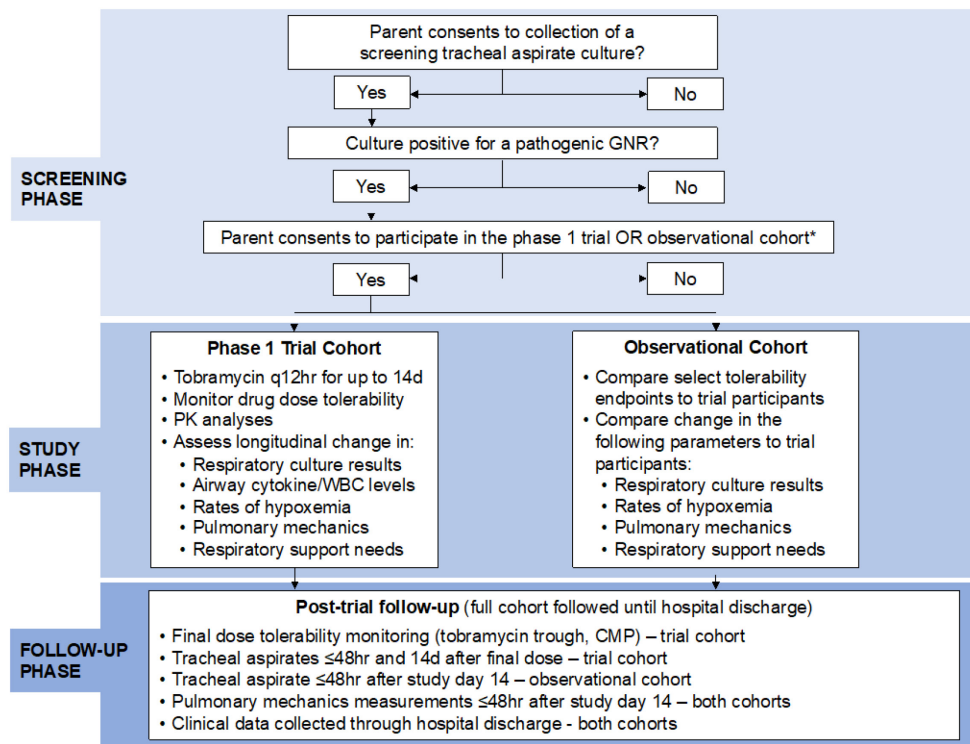 Parent consents to collection of a
screening tracheal aspirate culture?
Yes
No
Culture positive for a pathogenic GNR?
Yes
No
SCREENING
PHASE
Parent consents to participate in the phase 1 trial OR observational cohort*
Yes
No
Phase 1 Trial Cohort
• Tobramycin q12hr for up to 14d
• Monitor drug dose tolerability
• PK analyses
• Assess longitudinal change in:
• Respiratory culture results
• Airway cytokine/WBC levels
• Rates of hypoxemia
• Pulmonary mechanics
• Respiratory support needs
Observational Cohort
• Compare select tolerability
endpoints to trial participants
• Compare change in the
following parameters to trial
participants:
• Respiratory culture results
• Rates of hypoxemia
• Pulmonary mechanics
• Respiratory support needs
STUDY
PHASE
Post-trial follow-up (full cohort followed until hospital discharge)
• Final dose tolerability monitoring (tobramycin trough, CMP) – trial cohort
• Tracheal aspirates ≤48hr and 14d after final dose – trial cohort
• Tracheal aspirate ≤48hr after study day 14 – observational cohort
• Pulmonary mechanics measurements ≤48hr after study day 14 – both cohorts
• Clinical data collected through hospital discharge - both cohorts
FOLLOW-UP
PHASE